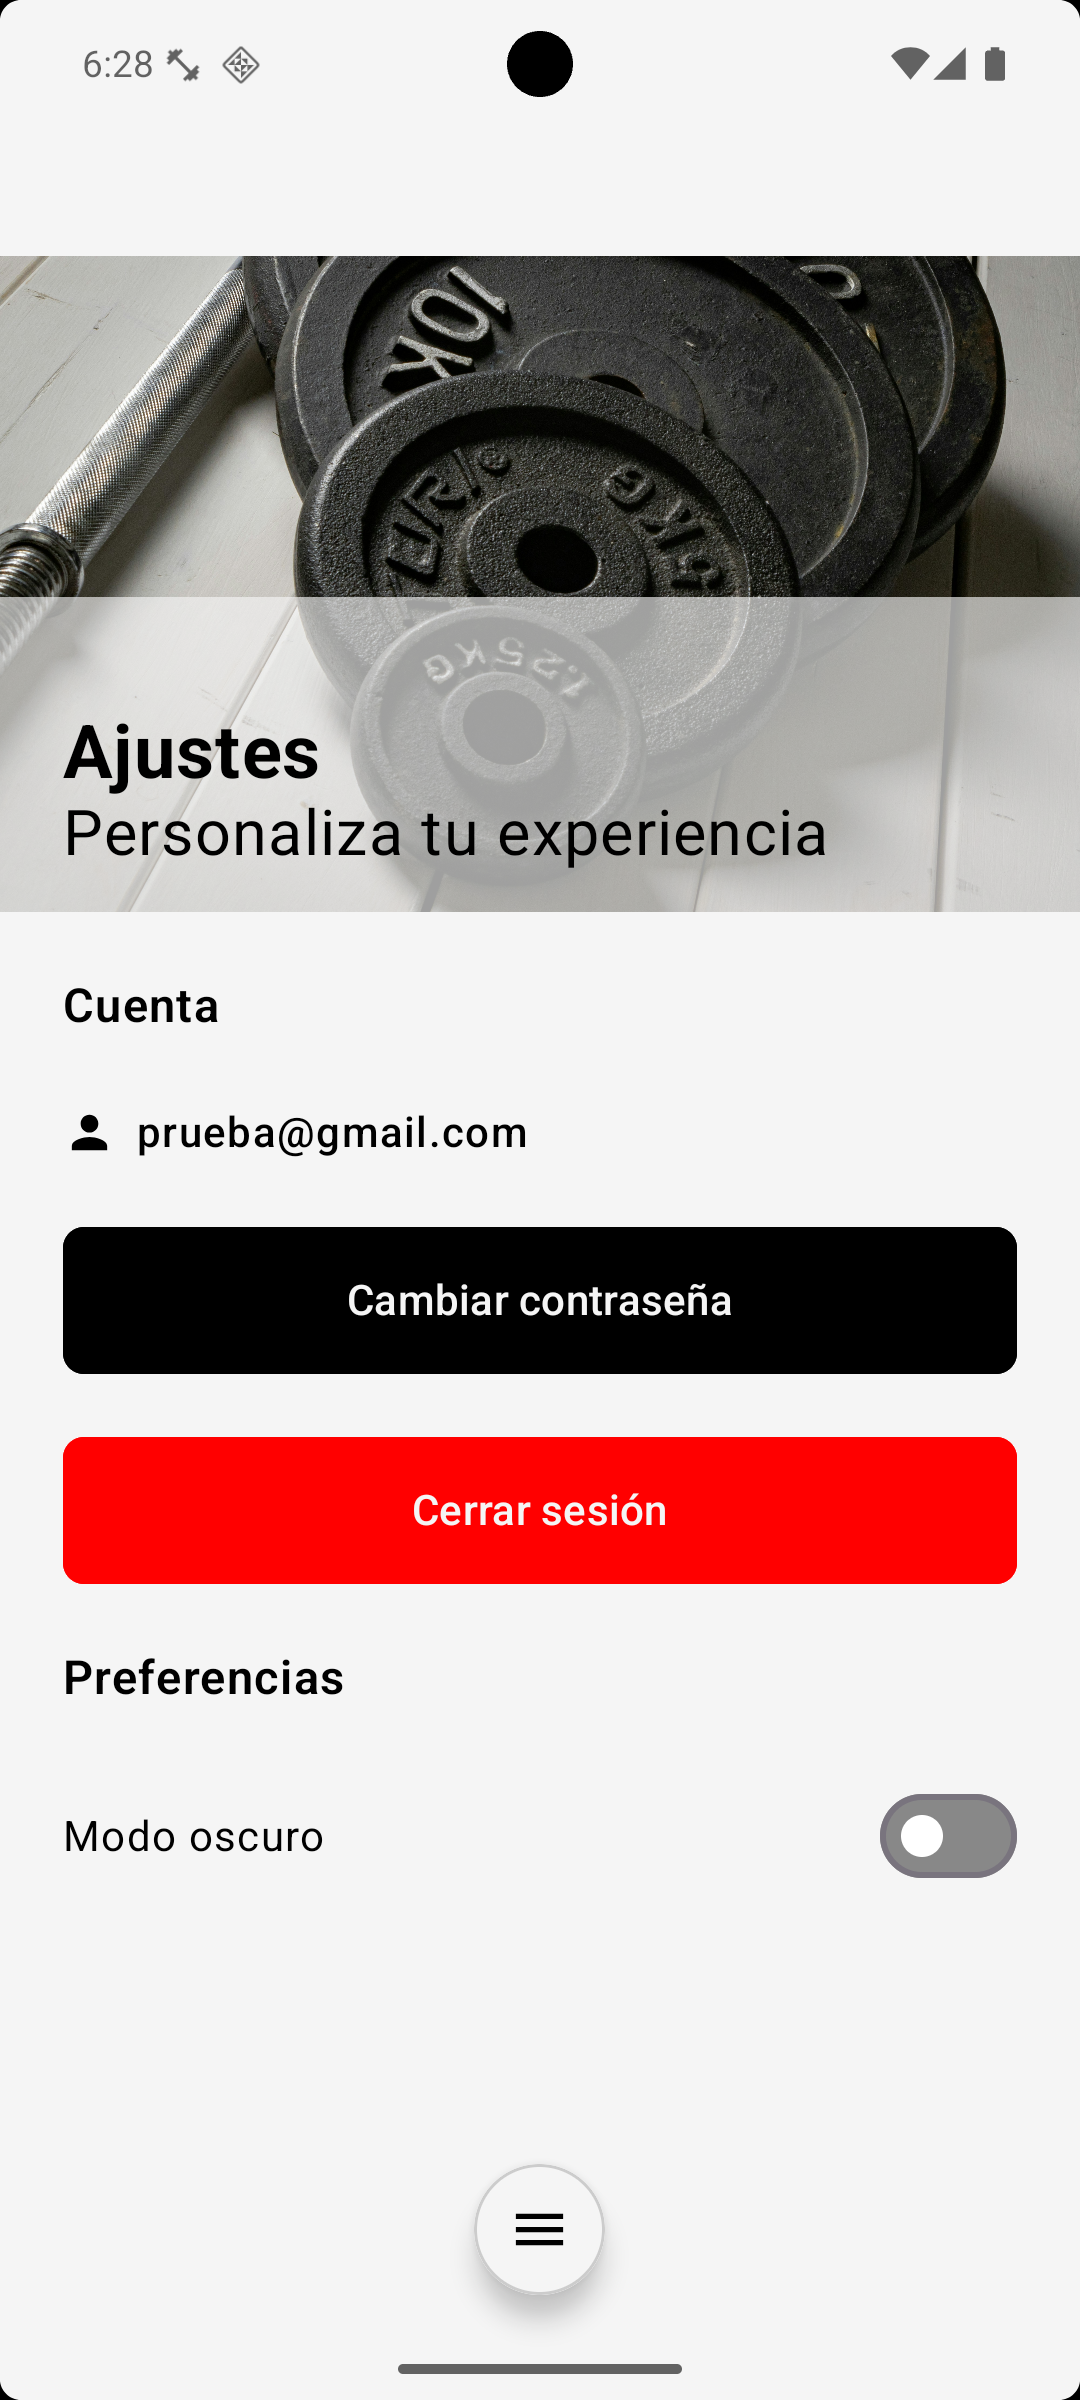 6:28
10K
5KG
1.25KG
Ajustes
Personaliza tu experiencia
Cuenta
prueba@gmail.com
Cambiar contraseña
Cerrar sesión
Preferencias
Modo oscuro